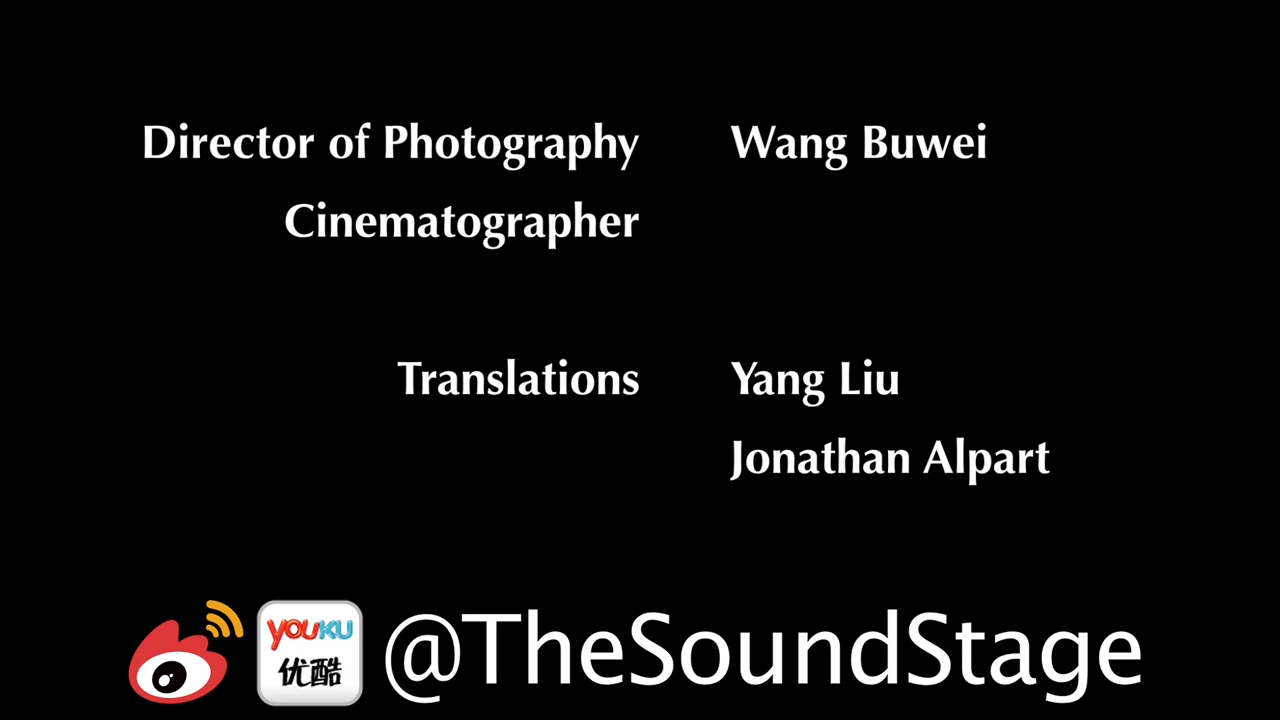 Director of Photography Wang Buwei
Cinematographer
Translations Yang Liu
Jonathan Alpart
YOUKU
优酷
@TheSoundStage